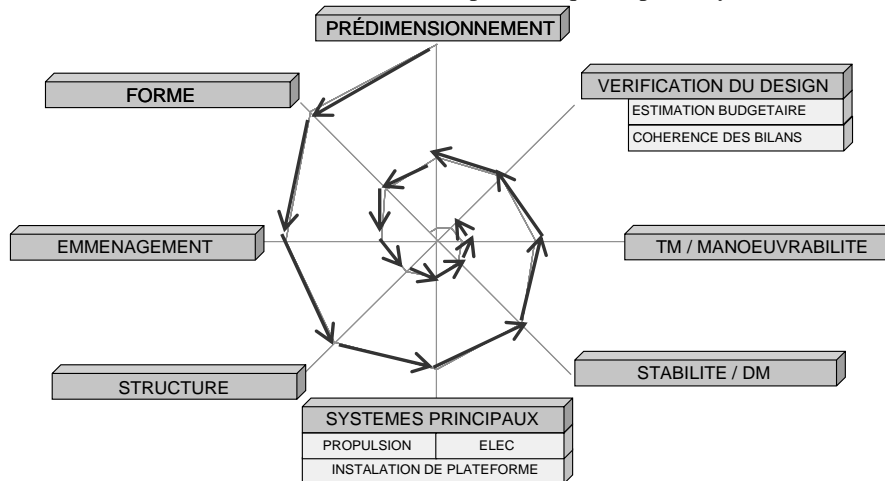 PRÉDIMENSIONNEMENT
FORME
VERIFICATION DU DESIGN
ESTIMATION BUDGETAIRE
COHERENCE DES BILANS
EMMENAGEMENT
TM / MANOEUVRABILITE
STRUCTURE
STABILITE / DM
SYSTEMES PRINCIPAUX
PROPULSION
ELEC
INSTALATION DE PLATEFORME